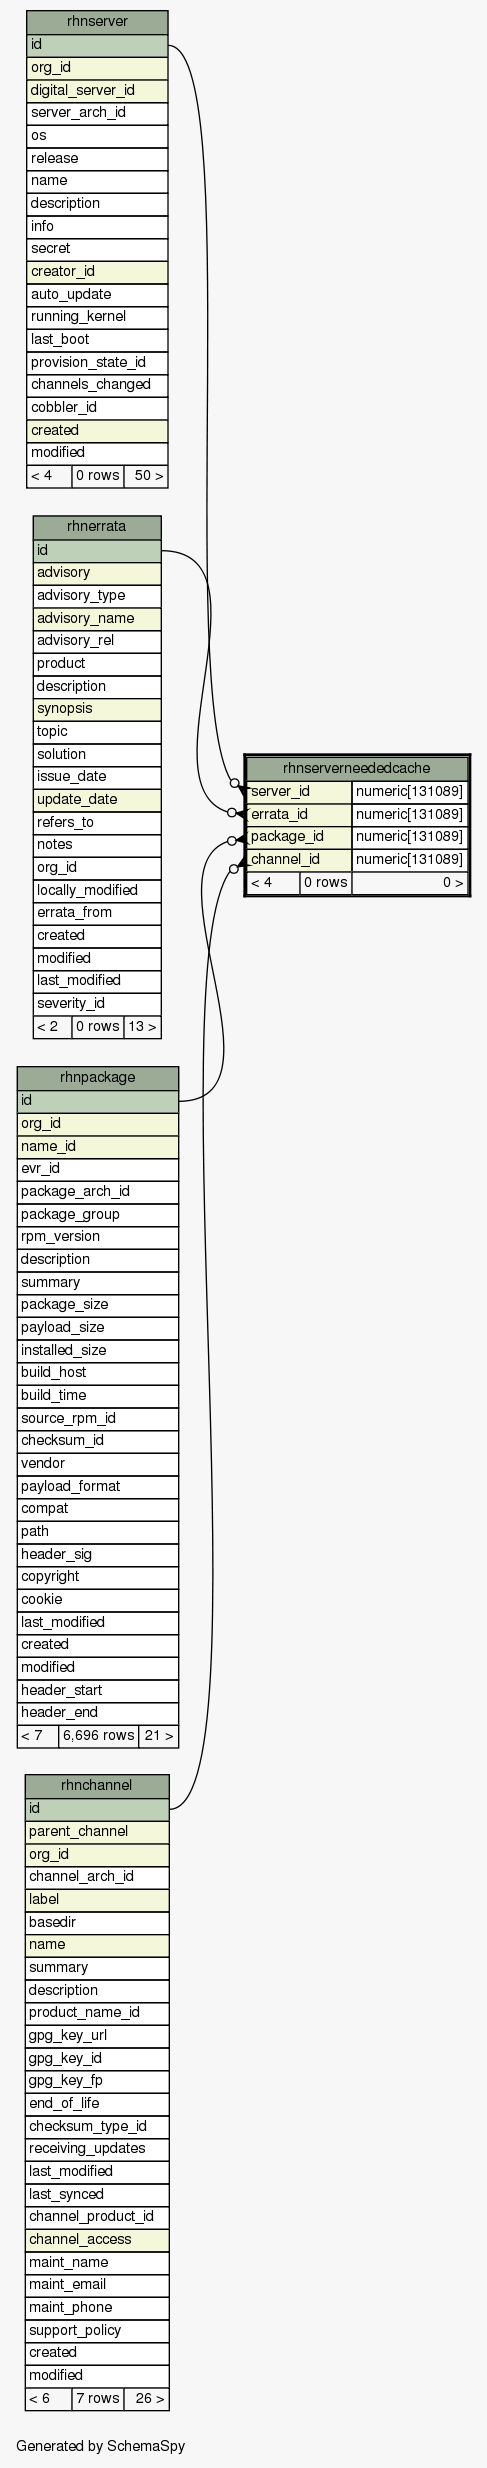 rhnserver
id
org_id
digital_server_id
server_arch_id
os
release
name
description
info
secret
creator_id
auto_update
running_kernel
last_boot
provision_state_id
channels_changed
cobbler_id
created
modified
< 4 0 rows 50 >
rhnerrata
id
advisory
advisory_type
advisory_name
advisory_rel
product
description
synopsis
topic
solution
issue_date
update_date
refers_to
notes
org_id
locally_modified
errata_from
created
modified
last_modified
severity_id
< 2 0 rows 13 >
rhnserverneededcache
server_id numeric[131089]
errata_id numeric[131089]
package_id numeric[131089]
channel_id numeric[131089]
< 4 0 rows 0 >
rhnpackage
id
org_id
name_id
evr_id
package_arch_id
package_group
rpm_version
description
summary
package_size
payload_size
installed_size
build_host
build_time
source_rpm_id
checksum_id
vendor
payload_format
compat
path
header_sig
copyright
cookie
last_modified
created
modified
header_start
header_end
< 7 6,696 rows 21 >
rhnchannel
id
parent_channel
org_id
channel_arch_id
label
basedir
name
summary
description
product_name_id
gpg_key_url
gpg_key_id
gpg_key_fp
end_of_life
checksum_type_id
receiving_updates
last_modified
last_synced
channel_product_id
channel_access
maint_name
maint_email
maint_phone
support_policy
created
modified
< 6 7 rows 26 >
Generated by SchemaSpy